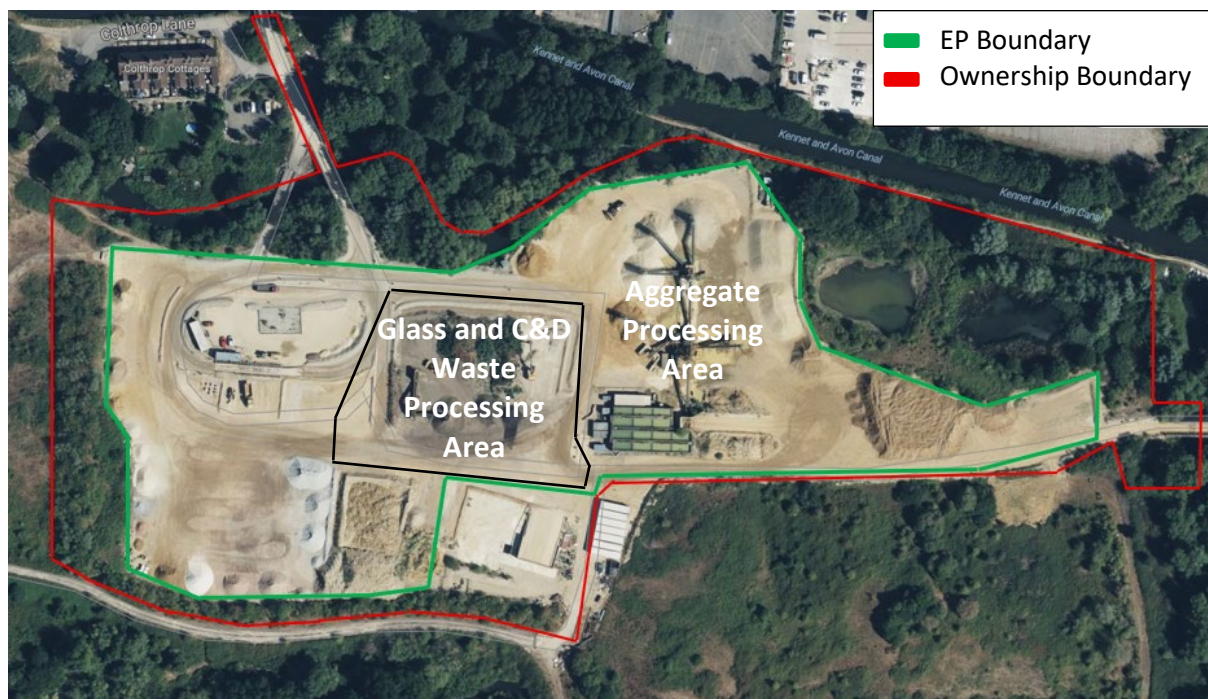 Colthrop Lane
Colthrop Cottages
Kennet and Avon Canal
EP Boundary
Ownership Boundary
Kennet and Avon Canal
Kennet and Avon Canal
Glass and C&D
Waste
Processing
Area
Aggregate
Processing
Area